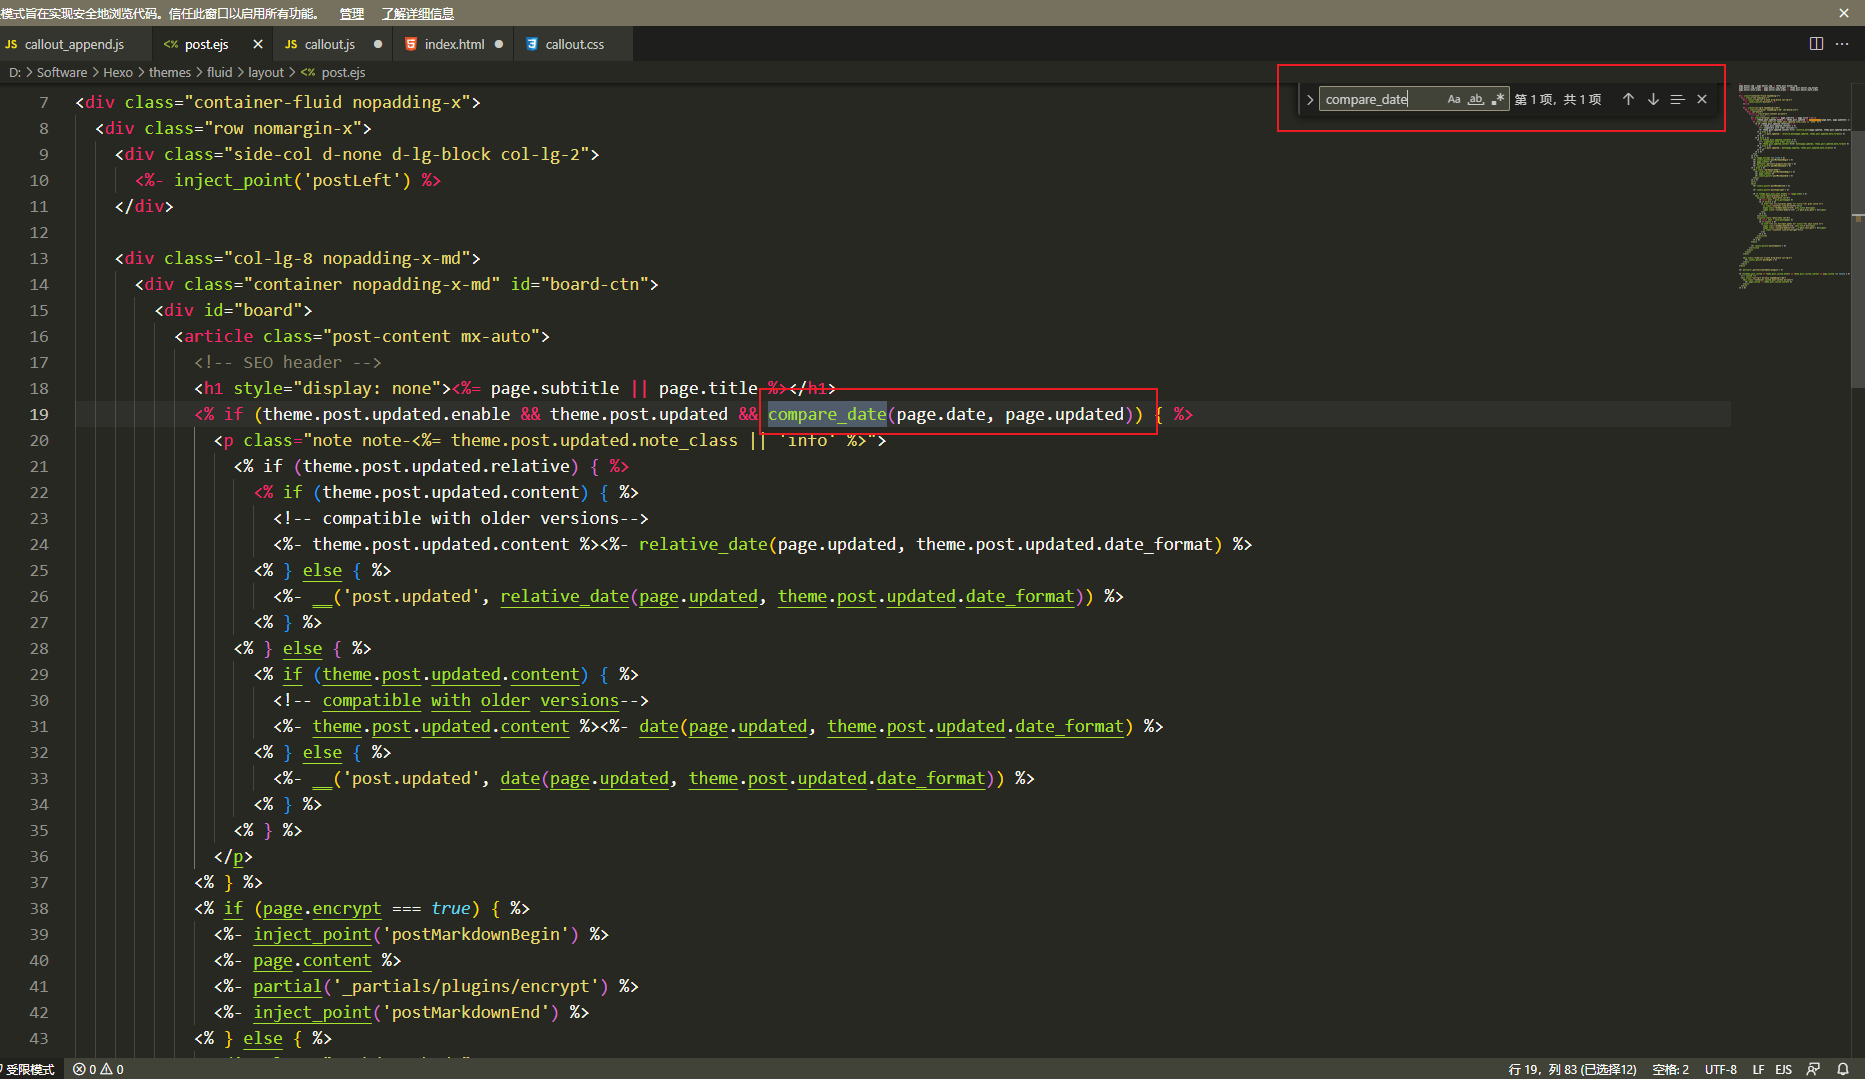 模式旨在实现安全地浏览代码。信任此窗口以启用所有功能。 管理 了解详细信息
JS callout_append.js <% post.ejs JS callout.js index.html callout.css
D: > Software > Hexo > themes > fluid > layout > <% post.ejs
compare_date Aa ab .* 第 1 项，共 1 项
7 <div class="container-fluid nopadding-x">
8 <div class="row nomargin-x">
9 <div class="side-col d-none d-lg-block col-lg-2">
10 <%- inject_point('postLeft') %>
11 </div>
12
13 <div class="col-lg-8 nopadding-x-md">
14 <div class="container nopadding-x-md" id="board-ctn">
15 <div id="board">
16 <article class="post-content mx-auto">
17 <!-- SEO header -->
18 <h1 style="display: none"><%= page.subtitle || page.title %></h1>
19 <% if (theme.post.updated.enable && theme.post.updated && compare_date(page.date, page.updated)) { %>
20 <p class="note note-<%= theme.post.updated.note_class || 'info' %>">
21 <% if (theme.post.updated.relative) { %>
22 <% if (theme.post.updated.content) { %>
23 <!-- compatible with older versions-->
24 <%- theme.post.updated.content %><%- relative_date(page.updated, theme.post.updated.date_format) %>
25 <% } else { %>
26 <%- __('post.updated', relative_date(page.updated, theme.post.updated.date_format)) %>
27 <% } %>
28 <% } else { %>
29 <% if (theme.post.updated.content) { %>
30 <!-- compatible with older versions-->
31 <%- theme.post.updated.content %><%- date(page.updated, theme.post.updated.date_format) %>
32 <% } else { %>
33 <%- __('post.updated', date(page.updated, theme.post.updated.date_format)) %>
34 <% } %>
35 <% } %>
36 </p>
37 <% } %>
38 <% if (page.encrypt === true) { %>
39 <%- inject_point('postMarkdownBegin') %>
40 <%- page.content %>
41 <%- partial('_partials/plugins/encrypt') %>
42 <%- inject_point('postMarkdownEnd') %>
43 <% } else { %>
受限模式 0 0 行 19，列 83 (已选择12) 空格: 2 UTF-8 LF EJS